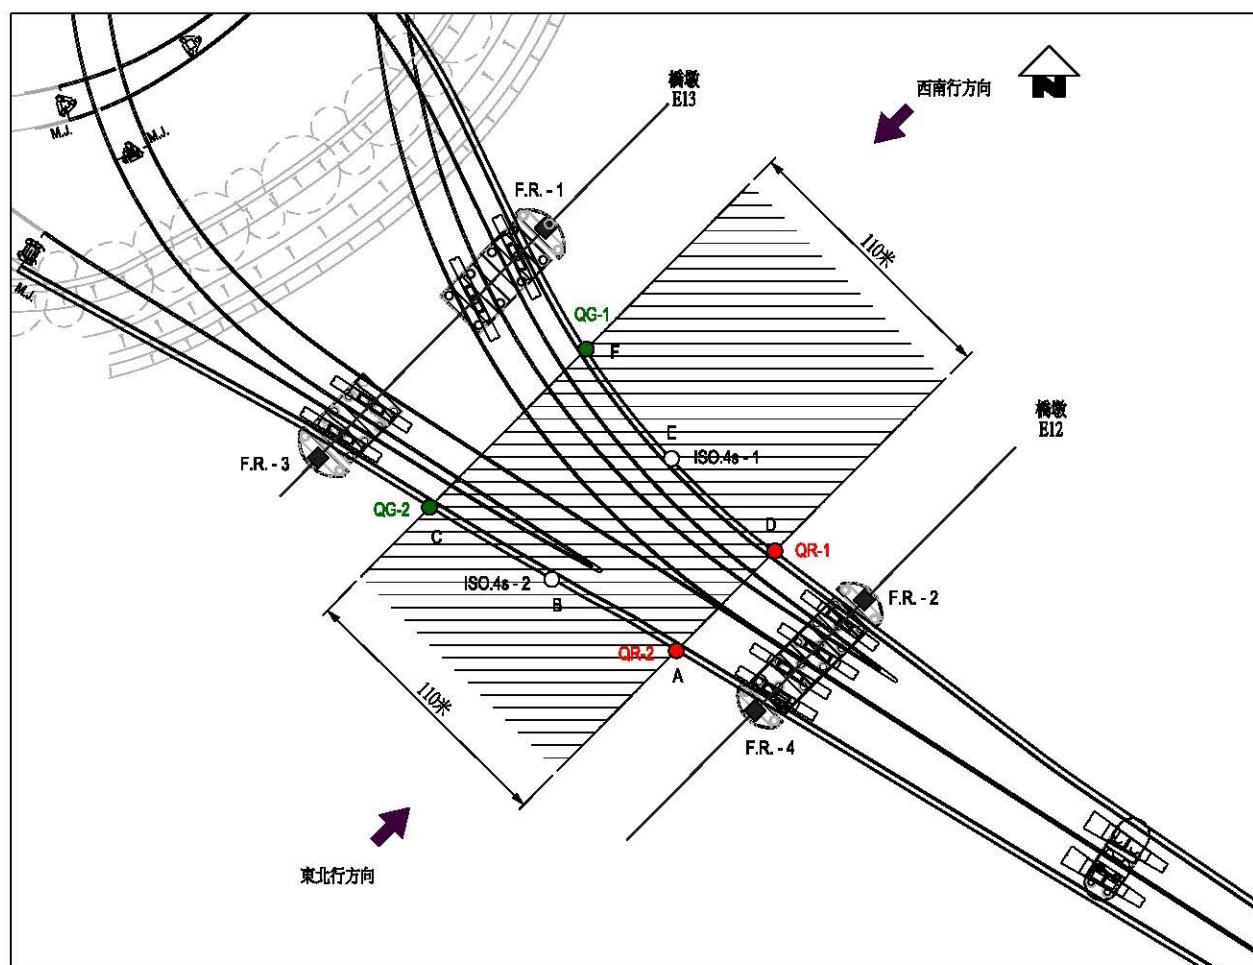 橋墩
E13
西南行方向
N
M.J.
M.J.
F.R. - 1
110米
QG-1
F
M.J.
橋墩
E12
E
ISO.4s - 1
F.R. - 3
QG-2
C
D
QR-1
ISO.4s - 2
B
F.R. - 2
QR-2
A
110米
F.R. - 4
東北行方向